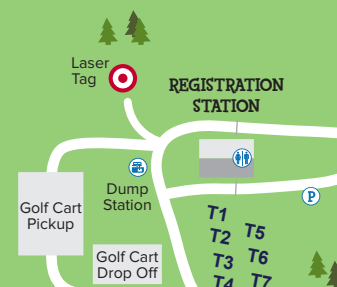 Laser
Tag
REGISTRATION
STATION
Dump
Station
P
Golf Cart
Pickup
Golf Cart
Drop Off
T1
T5
T2
T6
T3
T7
T4